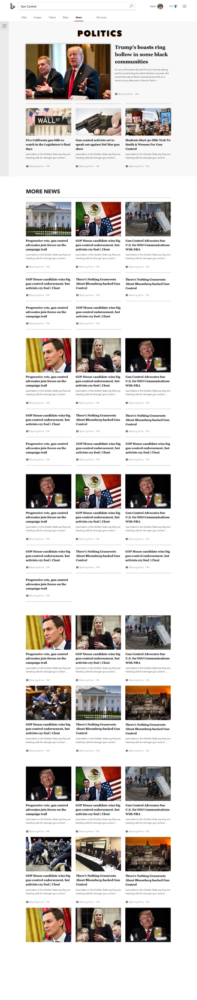 Gun Control
Saber
110
Web Images Videos Maps News My saves
POLITICS
Trump's boasts ring
hollow in some black
communities
It's one of President Donald Trump's favorite talking
points in promoting his administration's success: the
record low rate of black unemployment. But on a
recent sunny afternoon in Vernon Park in .
Bearing Arms · 14h
WALL ST
Five California gun bills to
watch in the Legislature's final
days
Lawmakers in the Golden State say they are
heeding calls for stronger gun control …
Bearing Arms · 14h
Gun control activists set to
speak out against Del Mar gun
show
Lawmakers in the Golden State say they are
heeding calls for stronger gun control …
Bearing Arms · 14h
NEVER
AGAIN
WHAT
Students Start 50-Mile Trek To
Smith & Wesson For Gun
Control
Lawmakers in the Golden State say they are
heeding calls for stronger gun control …
Bearing Arms · 14h
MORE NEWS
Progressive vets, gun control
advocates join forces on the
campaign trail
Lawmakers in the Golden State say they are
heeding calls for stronger gun control …
Bearing Arms · 14h
GOP House candidate wins big
gun-control endorsement, but
activists cry foul | Clout
Lawmakers in the Golden State say they are
heeding calls for stronger gun control …
Bearing Arms · 14h
Gun Control Advocates Sue
U.S. for DOJ Communications
With NRA
Lawmakers in the Golden State say they are
heeding calls for stronger gun control …
Bearing Arms · 14h
GOP House candidate wins big
gun-control endorsement, but
activists cry foul | Clout
Bearing Arms · 14h
There's Nothing Grassroots
About Bloomberg-backed Gun
Control
Bearing Arms · 14h
There's Nothing Grassroots
About Bloomberg-backed Gun
Control
Bearing Arms · 14h
Progressive vets, gun control
advocates join forces on the
campaign trail
Bearing Arms · 14h
GOP House candidate wins big
gun-control endorsement, but
activists cry foul | Clout
Bearing Arms · 14h
Progressive vets, gun control
advocates join forces on the
campaign trail
Lawmakers in the Golden State say they are
heeding calls for stronger gun control …
Bearing Arms · 14h
GOP House candidate wins big
gun-control endorsement, but
activists cry foul | Clout
Lawmakers in the Golden State say they are
heeding calls for stronger gun control …
Bearing Arms · 14h
Gun Control Advocates Sue
U.S. for DOJ Communications
With NRA
Lawmakers in the Golden State say they are
heeding calls for stronger gun control …
Bearing Arms · 14h
GOP House candidate wins big
gun-control endorsement, but
activists cry foul | Clout
Bearing Arms · 14h
There's Nothing Grassroots
About Bloomberg-backed Gun
Control
Bearing Arms · 14h
There's Nothing Grassroots
About Bloomberg-backed Gun
Control
Bearing Arms · 14h
Progressive vets, gun control
advocates join forces on the
campaign trail
Bearing Arms · 14h
GOP House candidate wins big
gun-control endorsement, but
activists cry foul | Clout
Bearing Arms · 14h
GOP House candidate wins big
gun-control endorsement, but
activists cry foul | Clout
Bearing Arms · 14h
Progressive vets, gun control
advocates join forces on the
campaign trail
Lawmakers in the Golden State say they are
heeding calls for stronger gun control …
Bearing Arms · 14h
GOP House candidate wins big
gun-control endorsement, but
activists cry foul | Clout
Lawmakers in the Golden State say they are
heeding calls for stronger gun control …
Bearing Arms · 14h
Gun Control Advocates Sue
U.S. for DOJ Communications
With NRA
Lawmakers in the Golden State say they are
heeding calls for stronger gun control …
Bearing Arms · 14h
GOP House candidate wins big
gun-control endorsement, but
activists cry foul | Clout
Bearing Arms · 14h
There's Nothing Grassroots
About Bloomberg-backed Gun
Control
Bearing Arms · 14h
GOP House candidate wins big
gun-control endorsement, but
activists cry foul | Clout
Bearing Arms · 14h
Progressive vets, gun control
advocates join forces on the
campaign trail
Bearing Arms · 14h
Progressive vets, gun control
advocates join forces on the
campaign trail
Lawmakers in the Golden State say they are
heeding calls for stronger gun control …
Bearing Arms · 14h
GOP House candidate wins big
gun-control endorsement, but
activists cry foul | Clout
Lawmakers in the Golden State say they are
heeding calls for stronger gun control …
Bearing Arms · 14h
Gun Control Advocates Sue
U.S. for DOJ Communications
With NRA
Lawmakers in the Golden State say they are
heeding calls for stronger gun control …
Bearing Arms · 14h
GOP House candidate wins big
gun-control endorsement, but
activists cry foul | Clout
Lawmakers in the Golden State say they are
heeding calls for stronger gun control …
Bearing Arms · 14h
There's Nothing Grassroots
About Bloomberg-backed Gun
Control
Lawmakers in the Golden State say they are
heeding calls for stronger gun control …
Bearing Arms · 14h
There's Nothing Grassroots
About Bloomberg-backed Gun
Control
Lawmakers in the Golden State say they are
heeding calls for stronger gun control …
Bearing Arms · 14h
Progressive vets, gun control
advocates join forces on the
campaign trail
Lawmakers in the Golden State say they are
heeding calls for stronger gun control …
Bearing Arms · 14h
GOP House candidate wins big
gun-control endorsement, but
activists cry foul | Clout
Lawmakers in the Golden State say they are
heeding calls for stronger gun control …
Bearing Arms · 14h
Gun Control Advocates Sue
U.S. for DOJ Communications
With NRA
Lawmakers in the Golden State say they are
heeding calls for stronger gun control …
Bearing Arms · 14h
GOP House candidate wins big
gun-control endorsement, but
activists cry foul | Clout
Lawmakers in the Golden State say they are
heeding calls for stronger gun control …
Bearing Arms · 14h
There's Nothing Grassroots
About Bloomberg-backed Gun
Control
Lawmakers in the Golden State say they are
heeding calls for stronger gun control …
Bearing Arms · 14h
There's Nothing Grassroots
About Bloomberg-backed Gun
Control
Lawmakers in the Golden State say they are
heeding calls for stronger gun control …
Bearing Arms · 14h